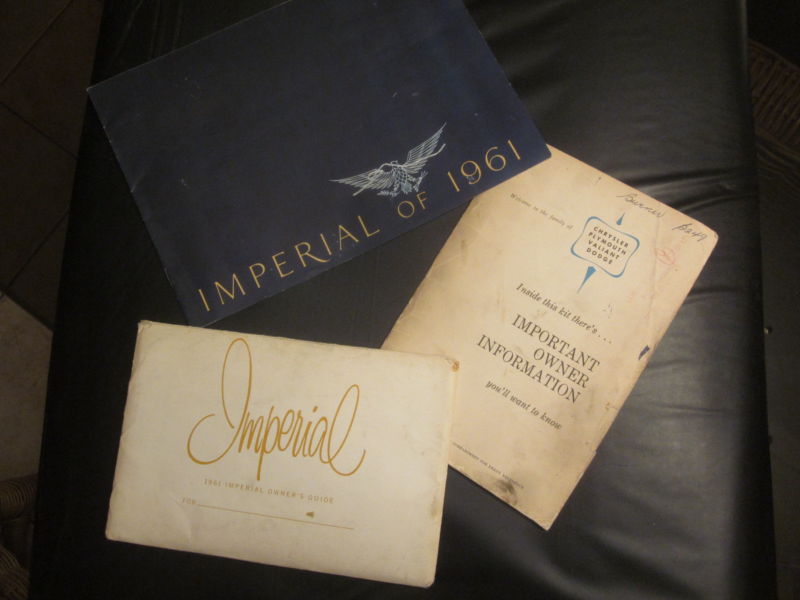 IMPERIAL OF 1961
Burner
Welcome to the family of
CHRYSLER
PLYMOUTH
VALIANT
DODGE
Inside this kit there's...
IMPORTANT
OWNER
INFORMATION
you'll want to know
Imperial
1961 IMPERIAL OWNER'S GUIDE
FOR